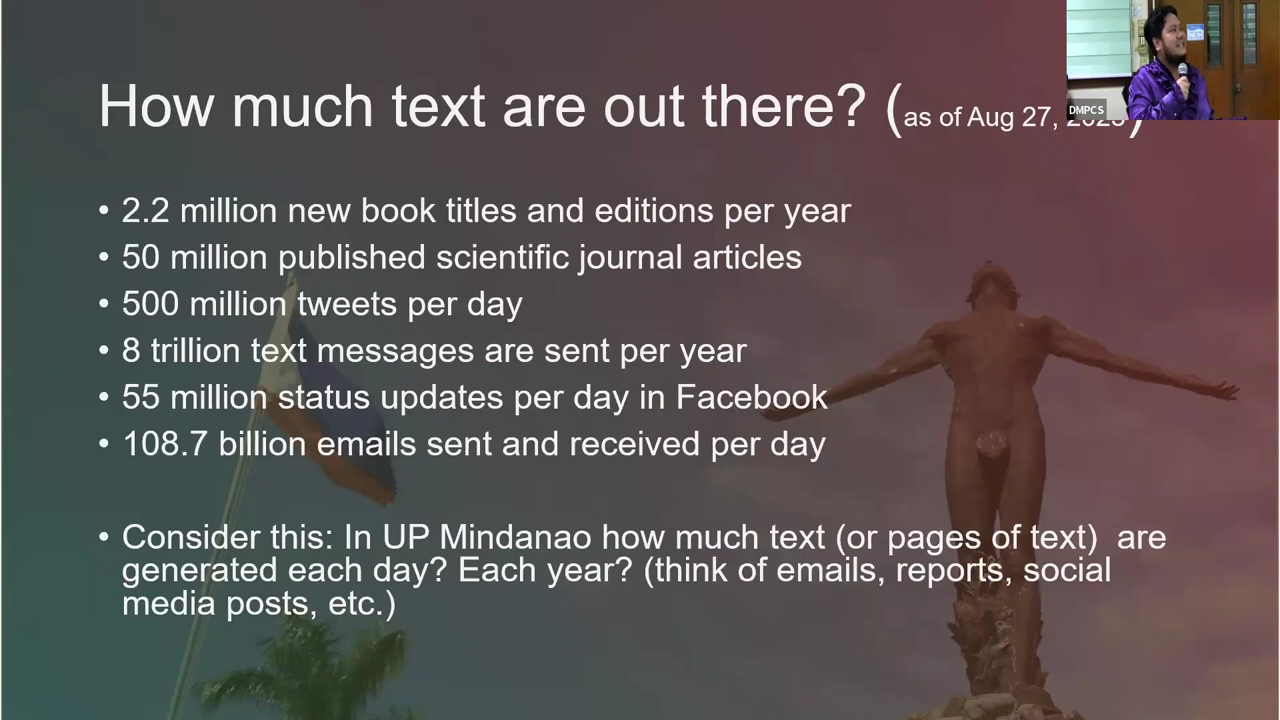 How much text are out there? (as of Aug 27, 2023)
• 2.2 million new book titles and editions per year
• 50 million published scientific journal articles
• 500 million tweets per day
• 8 trillion text messages are sent per year
• 55 million status updates per day in Facebook
• 108.7 billion emails sent and received per day
• Consider this: In UP Mindanao how much text (or pages of text) are
generated each day? Each year? (think of emails, reports, social
media posts, etc.)
DMPCS